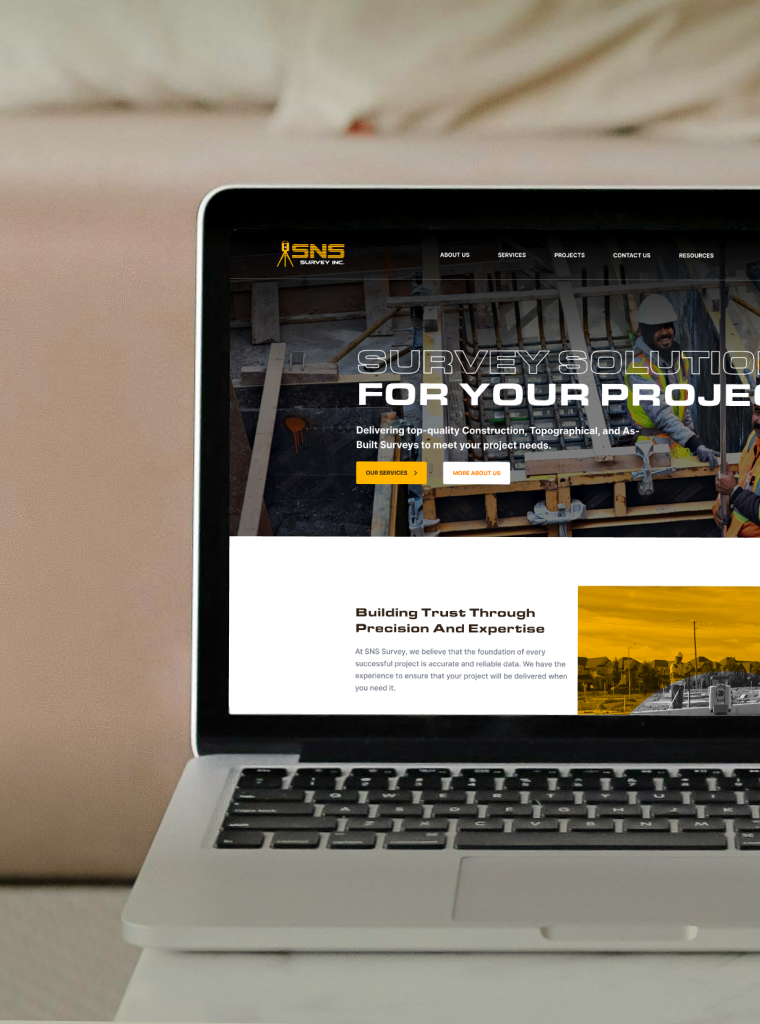 SNS
SURVEY INC.
ABOUT US SERVICES PROJECTS CONTACT US RESOURCES
SURVEY SOLUTIO
FOR YOUR PROJEC
Delivering top-quality Construction, Topographical, and As-
Built Surveys to meet your project needs.
OUR SERVICES > MORE ABOUT US
Building Trust Through
Precision And Expertise
At SNS Survey, we believe that the foundation of every
successful project is accurate and reliable data. We have the
experience to ensure that your project will be delivered when
you need it.
Q W E R T Y U
A S D F G H J K
Z X C V B N M